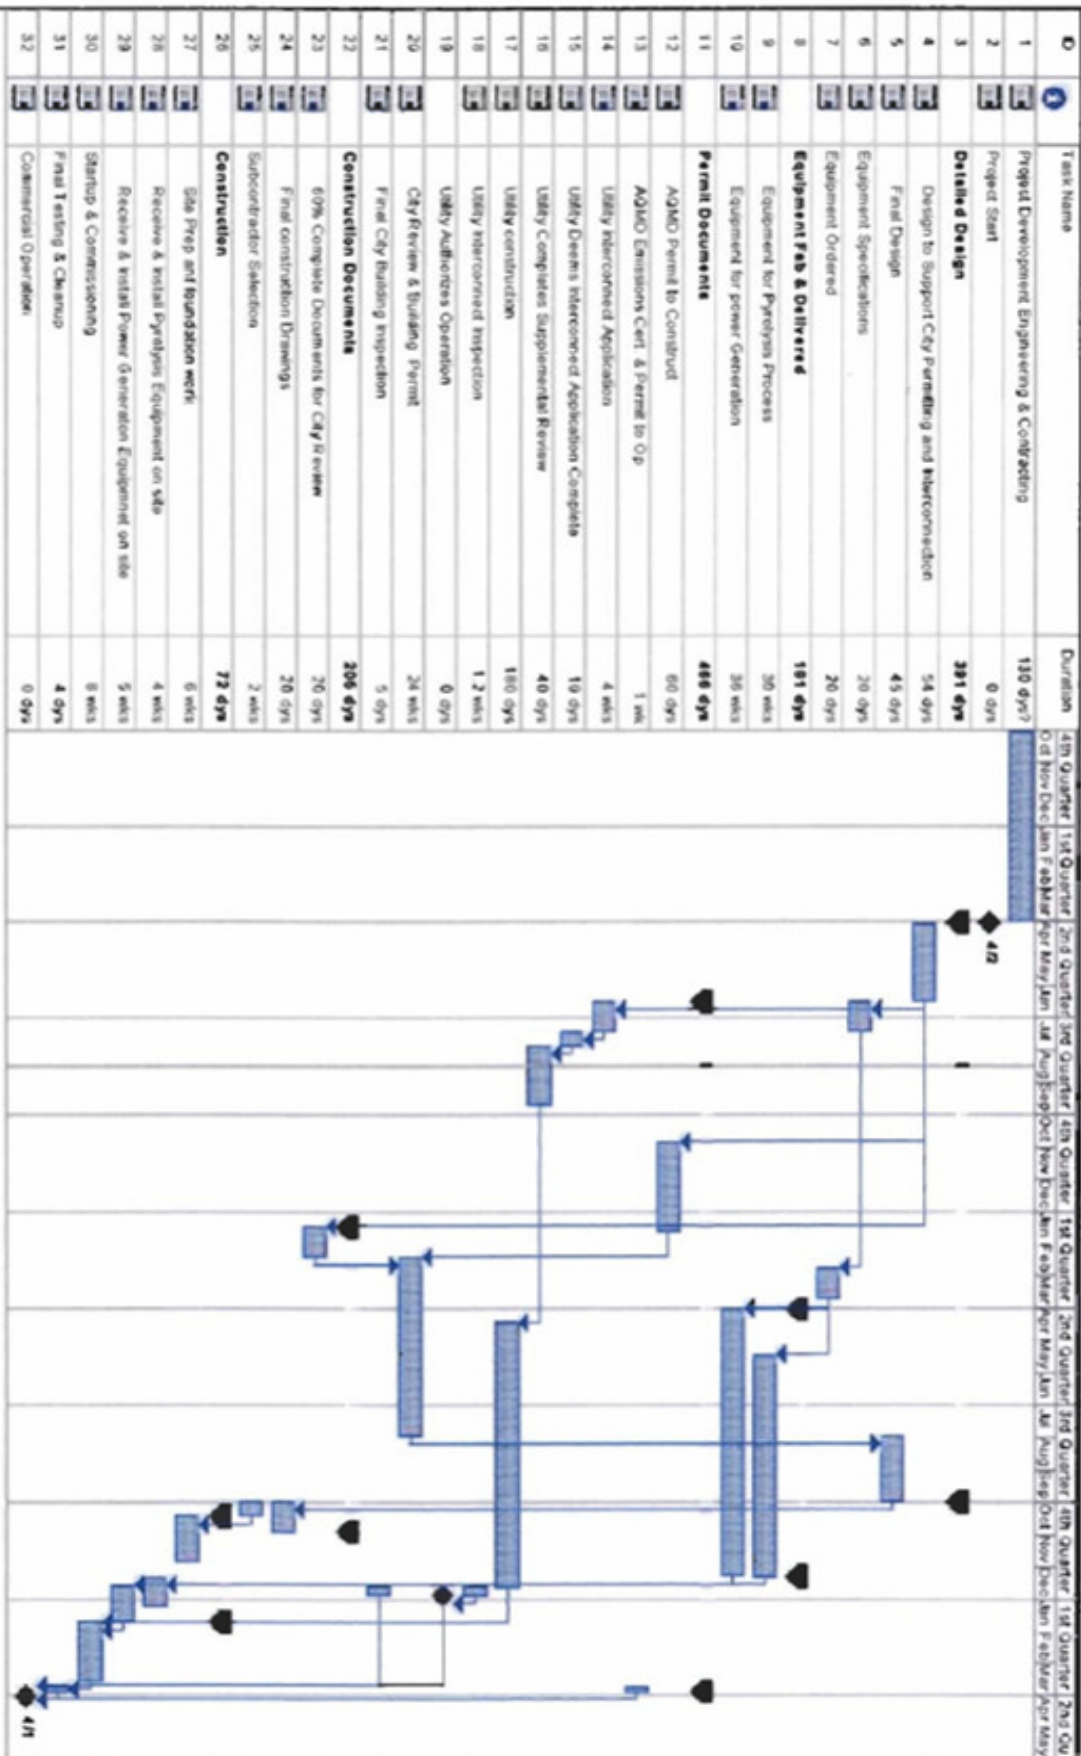 ID Task Name Duration
4th Quarter 1st Quarter 2nd Quarter 3rd Quarter 4th Quarter 1st Quarter 2nd Quarter 3rd Quarter 4th Quarter 1st Quarter 2nd Qu
Oct Nov Dec Jan Feb Mar Apr May Jun Jul Aug Sep Oct Nov Dec Jan Feb Mar Apr May Jun Jul Aug Sep Oct Nov Dec Jan Feb Mar Apr May
1 Project Development Engineering & Contracting 130 dys?
2 Project Start 0 dys 4/2
3 Detailed Design 391 dys
4 Design to Support City Permitting and Interconnection 54 dys
5 Final Design 45 dys
6 Equipment Specifications 20 dys
7 Equipment Ordered 20 dys
8 Equipment Fab & Delivered 191 dys
9 Equipment for Pyrolysis Process 30 wks
10 Equipment for power Generation 36 wks
11 Permit Documents 466 dys
12 AQMD Permit to Construct 60 dys
13 AQMD Emissions Cert. & Permit to Op 1 wk
14 Utility Interconnect Application 4 wks
15 Utility Deems Interconnect Application Complete 10 dys
16 Utility Completes Supplemental Review 40 dys
17 Utility construction 180 dys
18 Utility Interconnect Inspection 1.2 wks
19 Utility Authorizes Operation 0 dys
20 City Review & Building Permit 24 wks
21 Final City Building Inspection 5 dys
22 Construction Documents 206 dys
23 60% Complete Documents for City Review 20 dys
24 Final construction Drawings 20 dys
25 Subcontractor Selection 2 wks
26 Construction 72 dys
27 Site Prep anf foundation work 6 wks
28 Receive & Install Pyrolysis Equipment on site 4 wks
29 Receive & Install Power Generaton Equipmnet on site 5 wks
30 Startup & Commissioning 8 wks
31 Final Testing & Cleanup 4 dys
32 Commercial Operation 0 dys 4/1